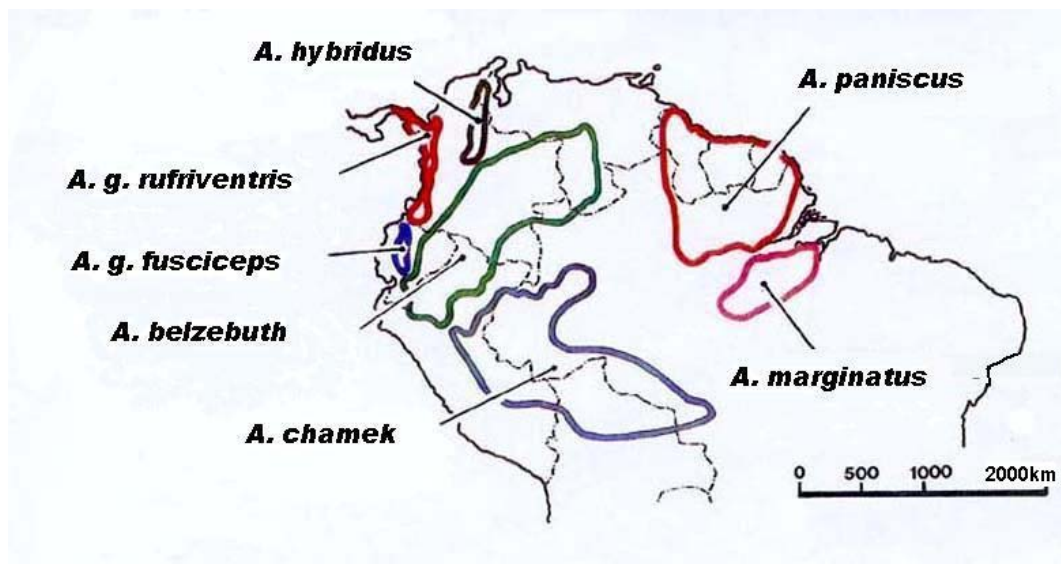 A. hybridus
A. paniscus
A. g. rufriventris
A. g. fusciceps
A. belzebuth
A. marginatus
A. chamek
0 500 1000 2000km